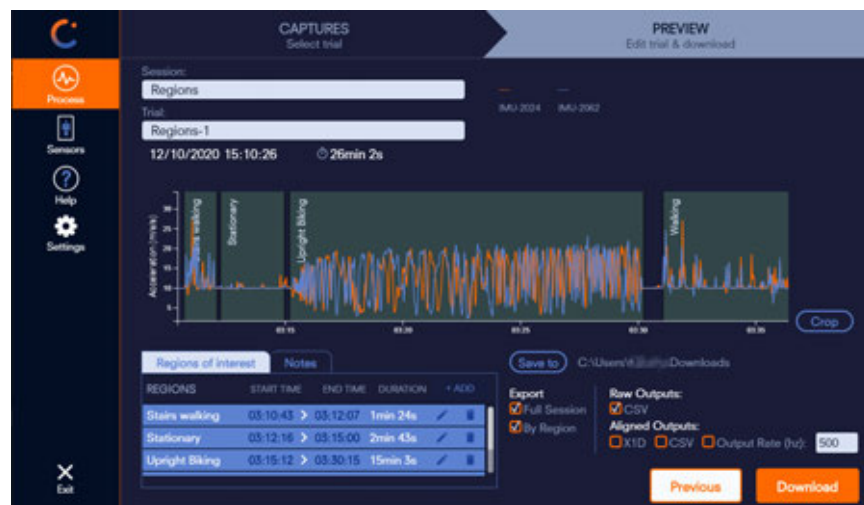 CAPTURES
Select trial
PREVIEW
Edit trial & download
Process
Sensors
Help
Settings
Exit
Session:
Regions
Trial:
Regions-1
12/10/2020 15:10:26 26min 2s
IMU-2024 IMU-2062
Acceleration (m/s/s)
Stairs walking
Stationary
Upright Biking
Walking
03:15 03:20 03:25 03:30 03:35
Crop
Regions of interest Notes
REGIONS START TIME END TIME DURATION + ADD
Stairs walking 03:10:43 > 03:12:07 1min 24s
Stationary 03:12:16 > 03:15:00 2min 43s
Upright Biking 03:15:12 > 03:30:15 15min 3s
Save to C:\Users\ Downloads
Export
Full Session
By Region
Raw Outputs:
CSV
Aligned Outputs:
X1D CSV Output Rate (hz): 500
Previous Download